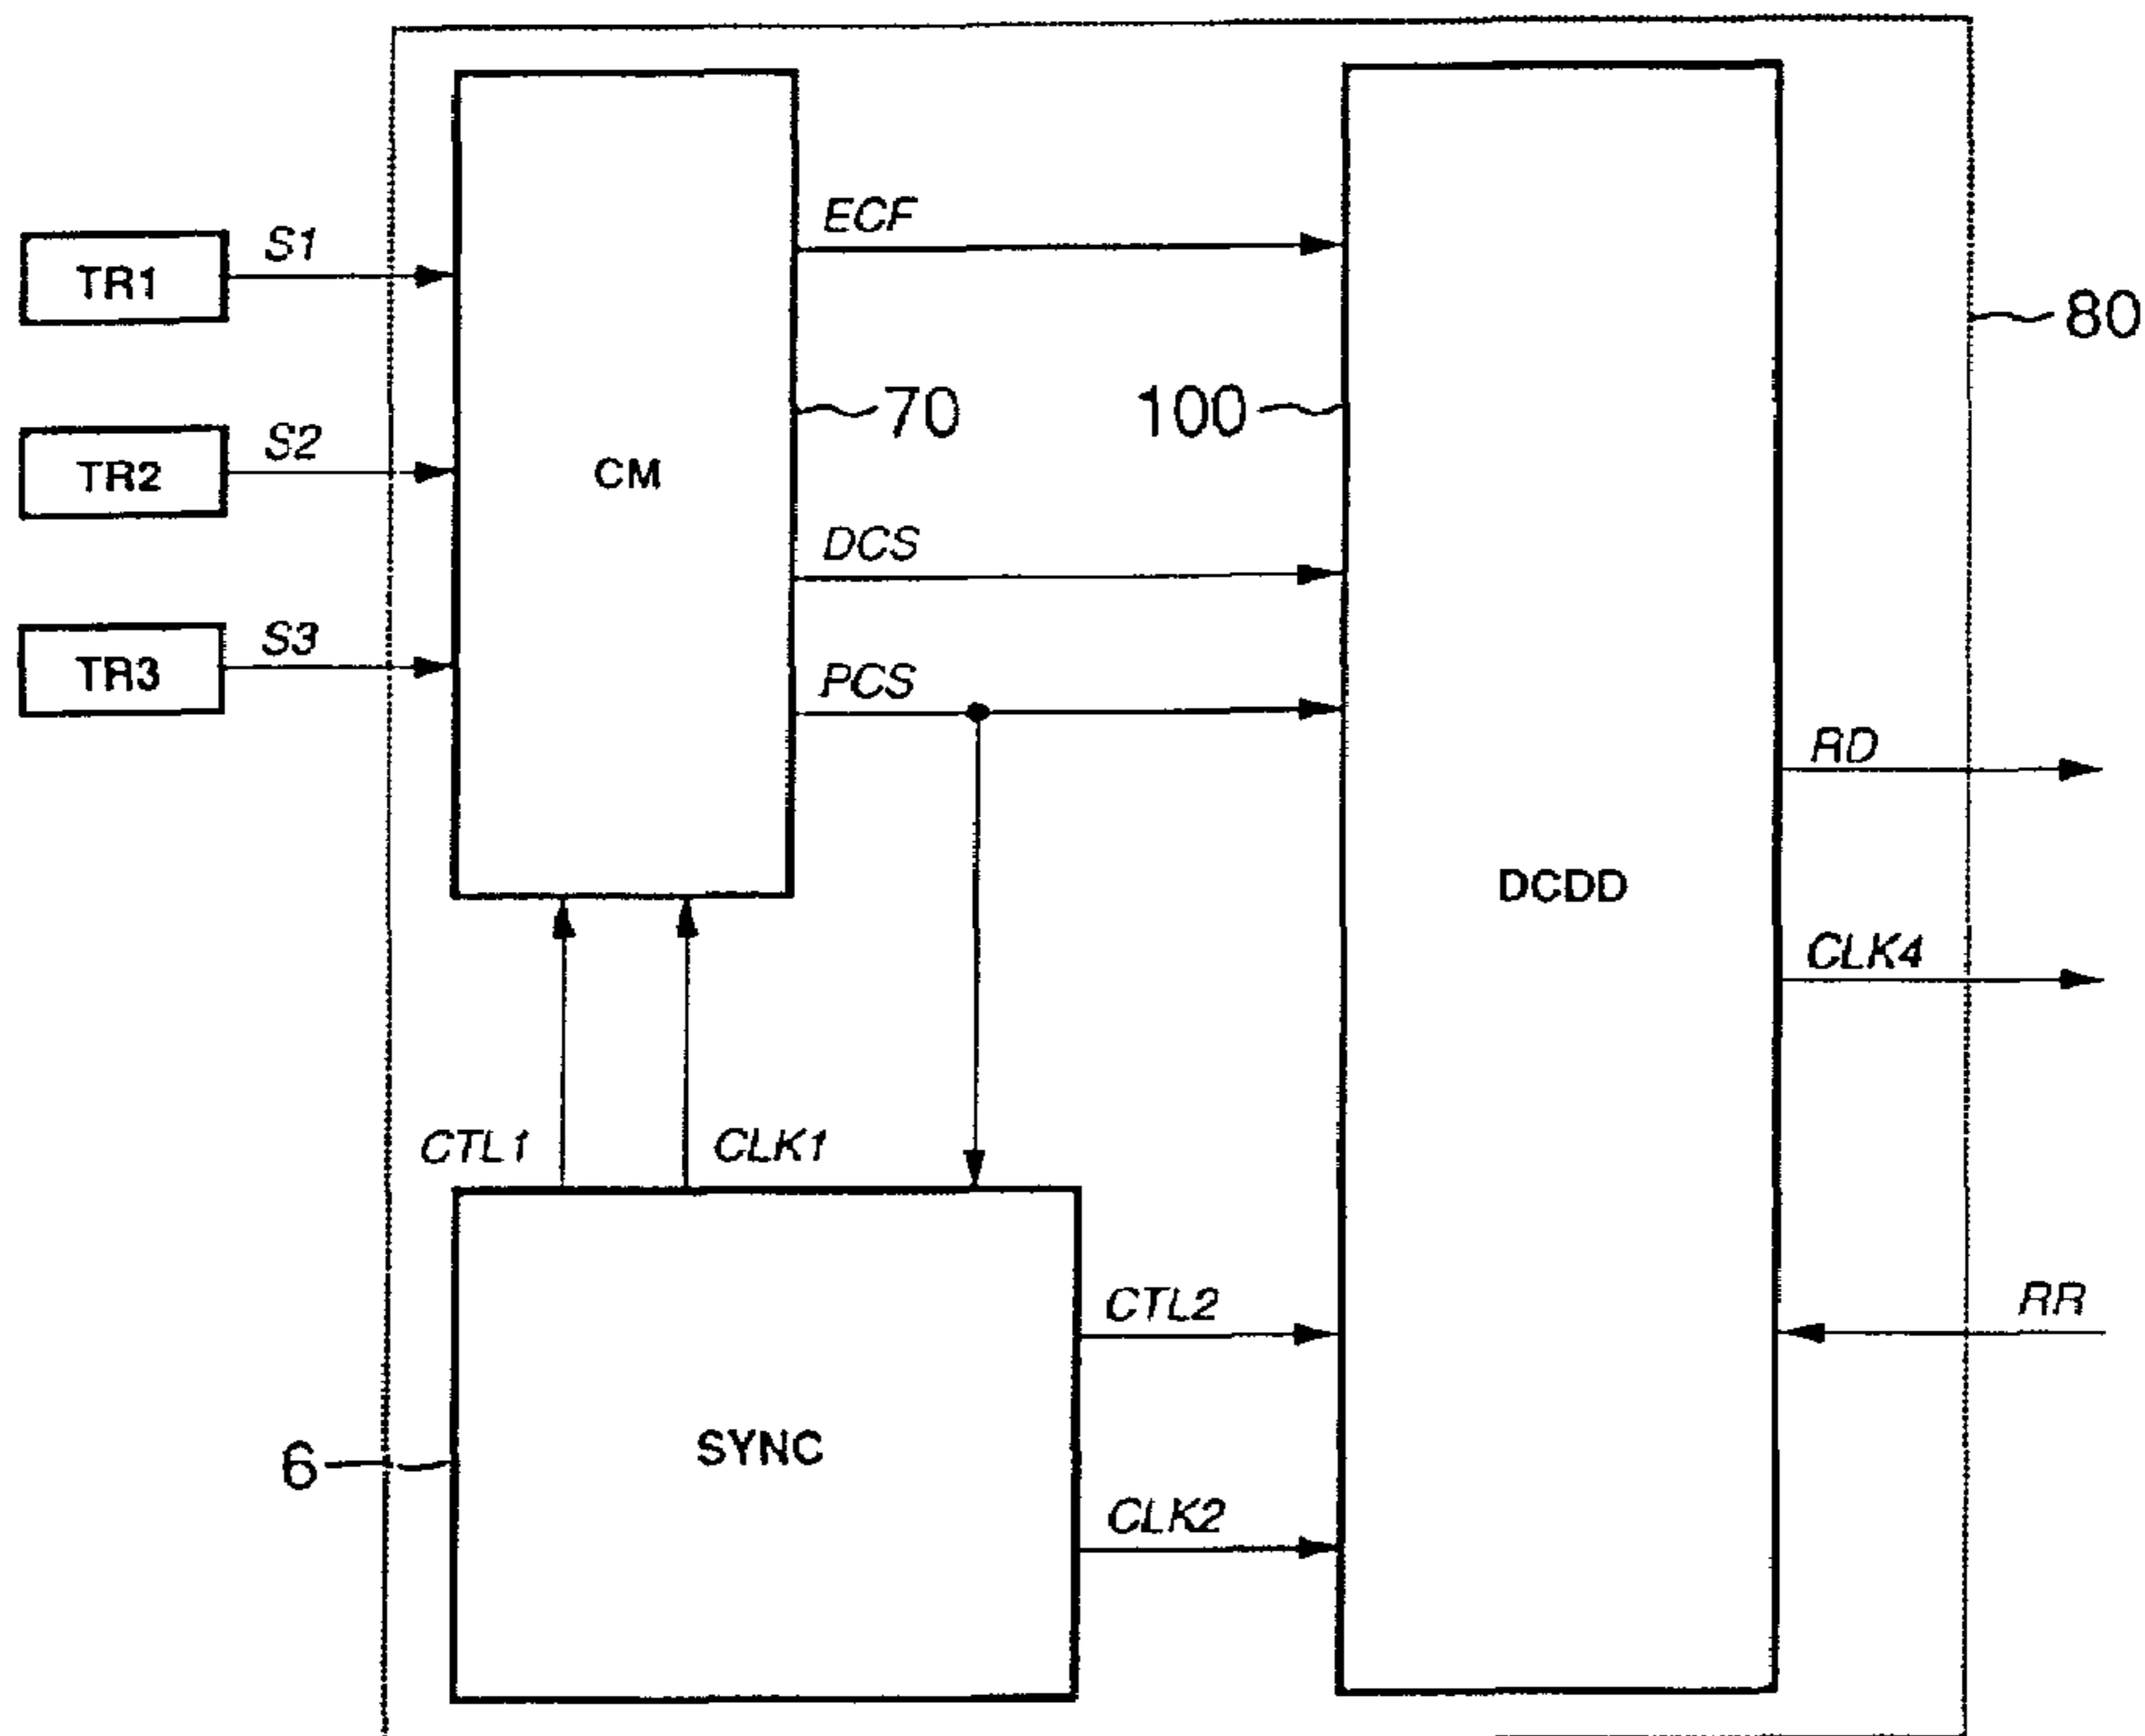 ECF
S1
TR1
80
70
100
S2
TR2
CM
DCS
S3
TR3
PCS
RD
DCDD
CLK4
CTL1
CLK1
CTL2
RR
SYNC
6
CLK2